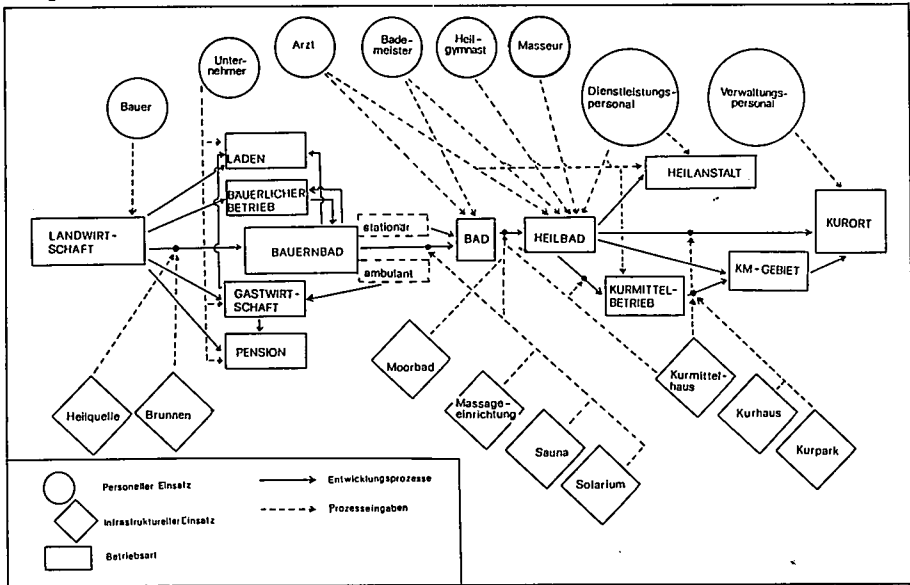 Bauer
Unter-
nehmer
Arzt
Bade-
meister
Heil-
gymnast
Masseur
Dienstleistungs-
personal
Verwaltungs-
personal
LADEN
BÄUERLICHER
BETRIEB
LANDWIRT-
SCHAFT
BAUERNBAD
stationär
ambulant
GASTWIRT-
SCHAFT
PENSION
BAD
HEILBAD
HEILANSTALT
KURMITTEL-
BETRIEB
KM-GEBIET
KURORT
Heilquelle
Brunnen
Moorbad
Massage-
einrichtung
Sauna
Solarium
Kurmittel-
haus
Kurhaus
Kurpark
Personeller Einsatz
Infrastruktureller Einsatz
Betriebsart
Entwicklungsprozesse
Prozesseingaben